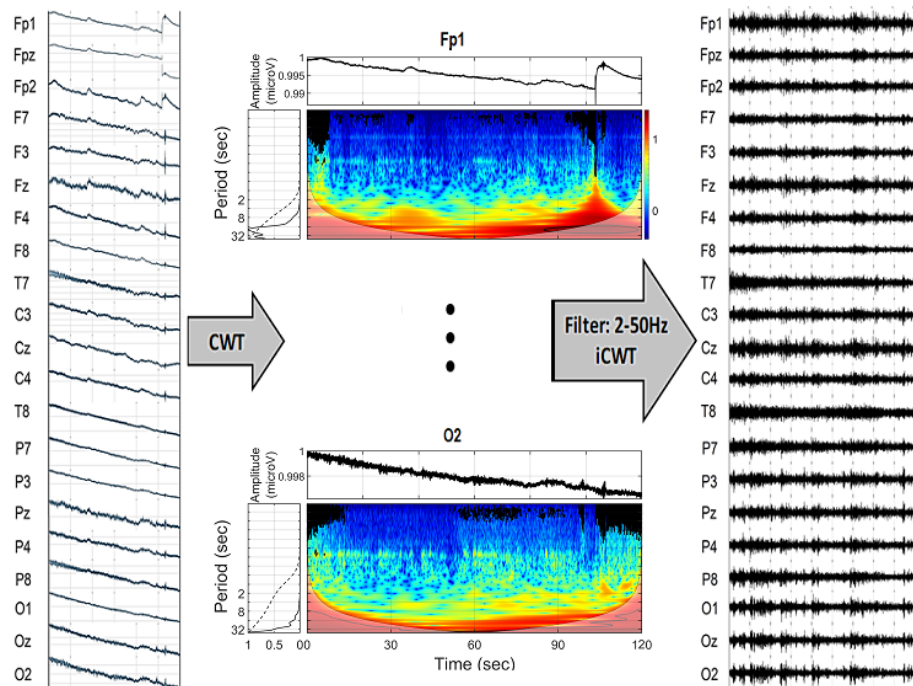 Fp1
Fpz
Fp2
F7
F3
Fz
F4
F8
T7
C3
Cz
C4
T8
P7
P3
Pz
P4
P8
O1
Oz
O2
CWT
Fp1
Amplitude
(microV)
1
0.995
0.99
Period (sec)
2
8
32
1
0
O2
Amplitude
(microV)
1
0.998
Period (sec)
2
8
32
1 0.5 00 30 60 90 120
Time (sec)
Filter: 2-50Hz
iCWT
Fp1
Fpz
Fp2
F7
F3
Fz
F4
F8
T7
C3
Cz
C4
T8
P7
P3
Pz
P4
P8
O1
Oz
O2